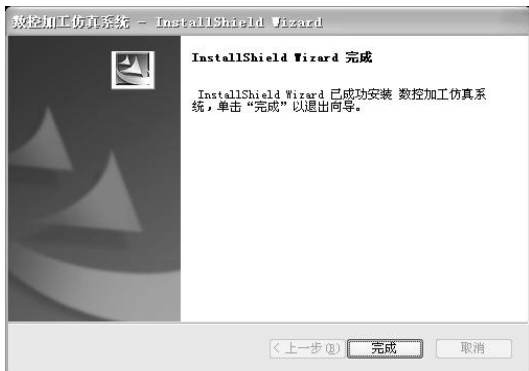 数控加工仿真系统 - InstallShield Wizard
InstallShield Wizard 完成
InstallShield Wizard 已成功安装 数控加工仿真系
统,单击“完成”以退出向导。
< 上一步(B)
完成
取消